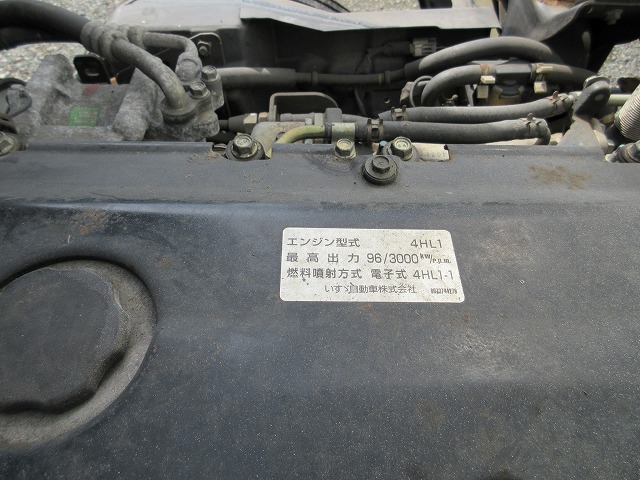 エンジン型式 4HL1
最高出力 96/3000 kW/r.p.m.
燃料噴射方式 電子式 4HL1-1
いすゞ自動車株式会社